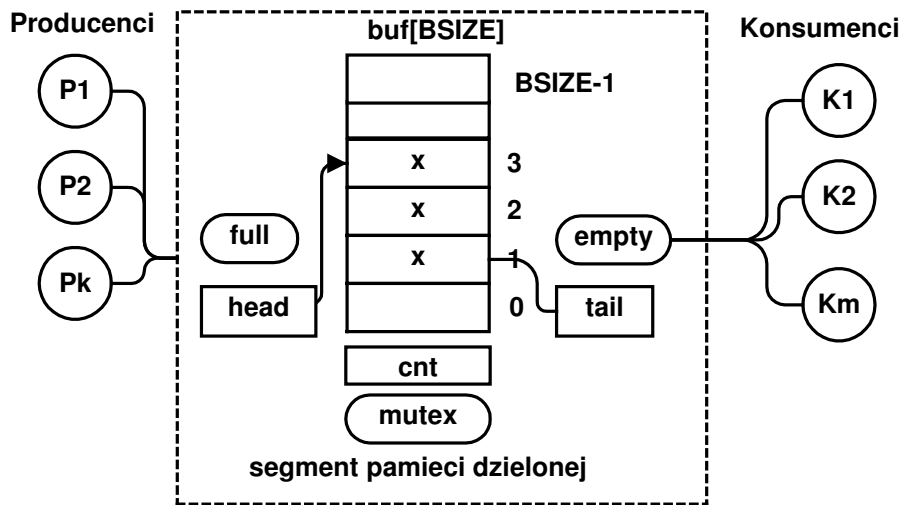 Producenci
buf[BSIZE]
Konsumenci
P1
BSIZE-1
K1
x
3
P2
x
2
K2
full
x
1
empty
Pk
head
0
tail
Km
cnt
mutex
segment pamieci dzielonej